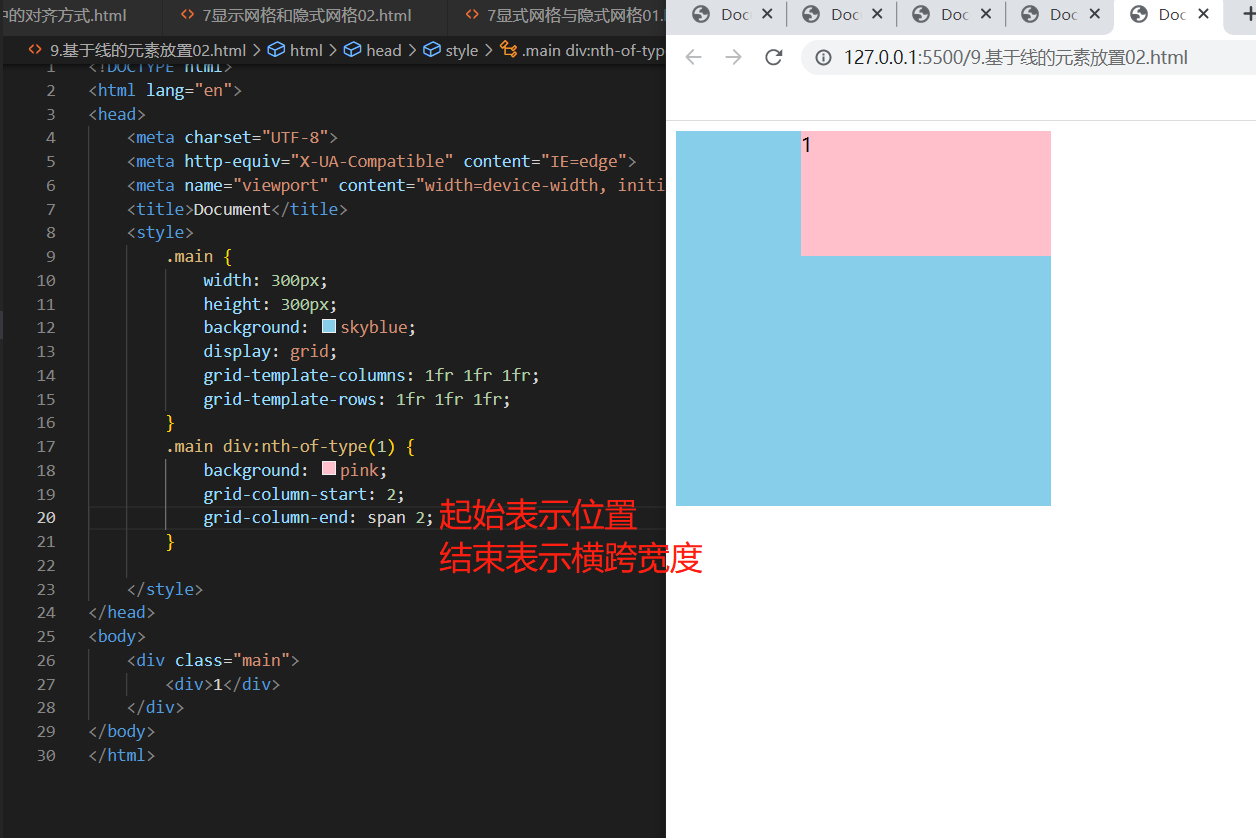 中的对齐方式.html
7显示网格和隐式网格02.html
7显式网格与隐式网格01.
9.基于线的元素放置02.html
html
head
style
.main div:nth-of-typ
1 <!DOCTYPE html>
2 <html lang="en">
3 <head>
4 <meta charset="UTF-8">
5 <meta http-equiv="X-UA-Compatible" content="IE=edge">
6 <meta name="viewport" content="width=device-width, initi
7 <title>Document</title>
8 <style>
9 .main {
10 width: 300px;
11 height: 300px;
12 background: skyblue;
13 display: grid;
14 grid-template-columns: 1fr 1fr 1fr;
15 grid-template-rows: 1fr 1fr 1fr;
16 }
17 .main div:nth-of-type(1) {
18 background: pink;
19 grid-column-start: 2;
20 grid-column-end: span 2;
21 }
22
23 </style>
24 </head>
25 <body>
26 <div class="main">
27 <div>1</div>
28 </div>
29 </body>
30 </html>
起始表示位置
结束表示横跨宽度
Doc
Doc
Doc
Doc
Doc
127.0.0.1:5500/9.基于线的元素放置02.html
1